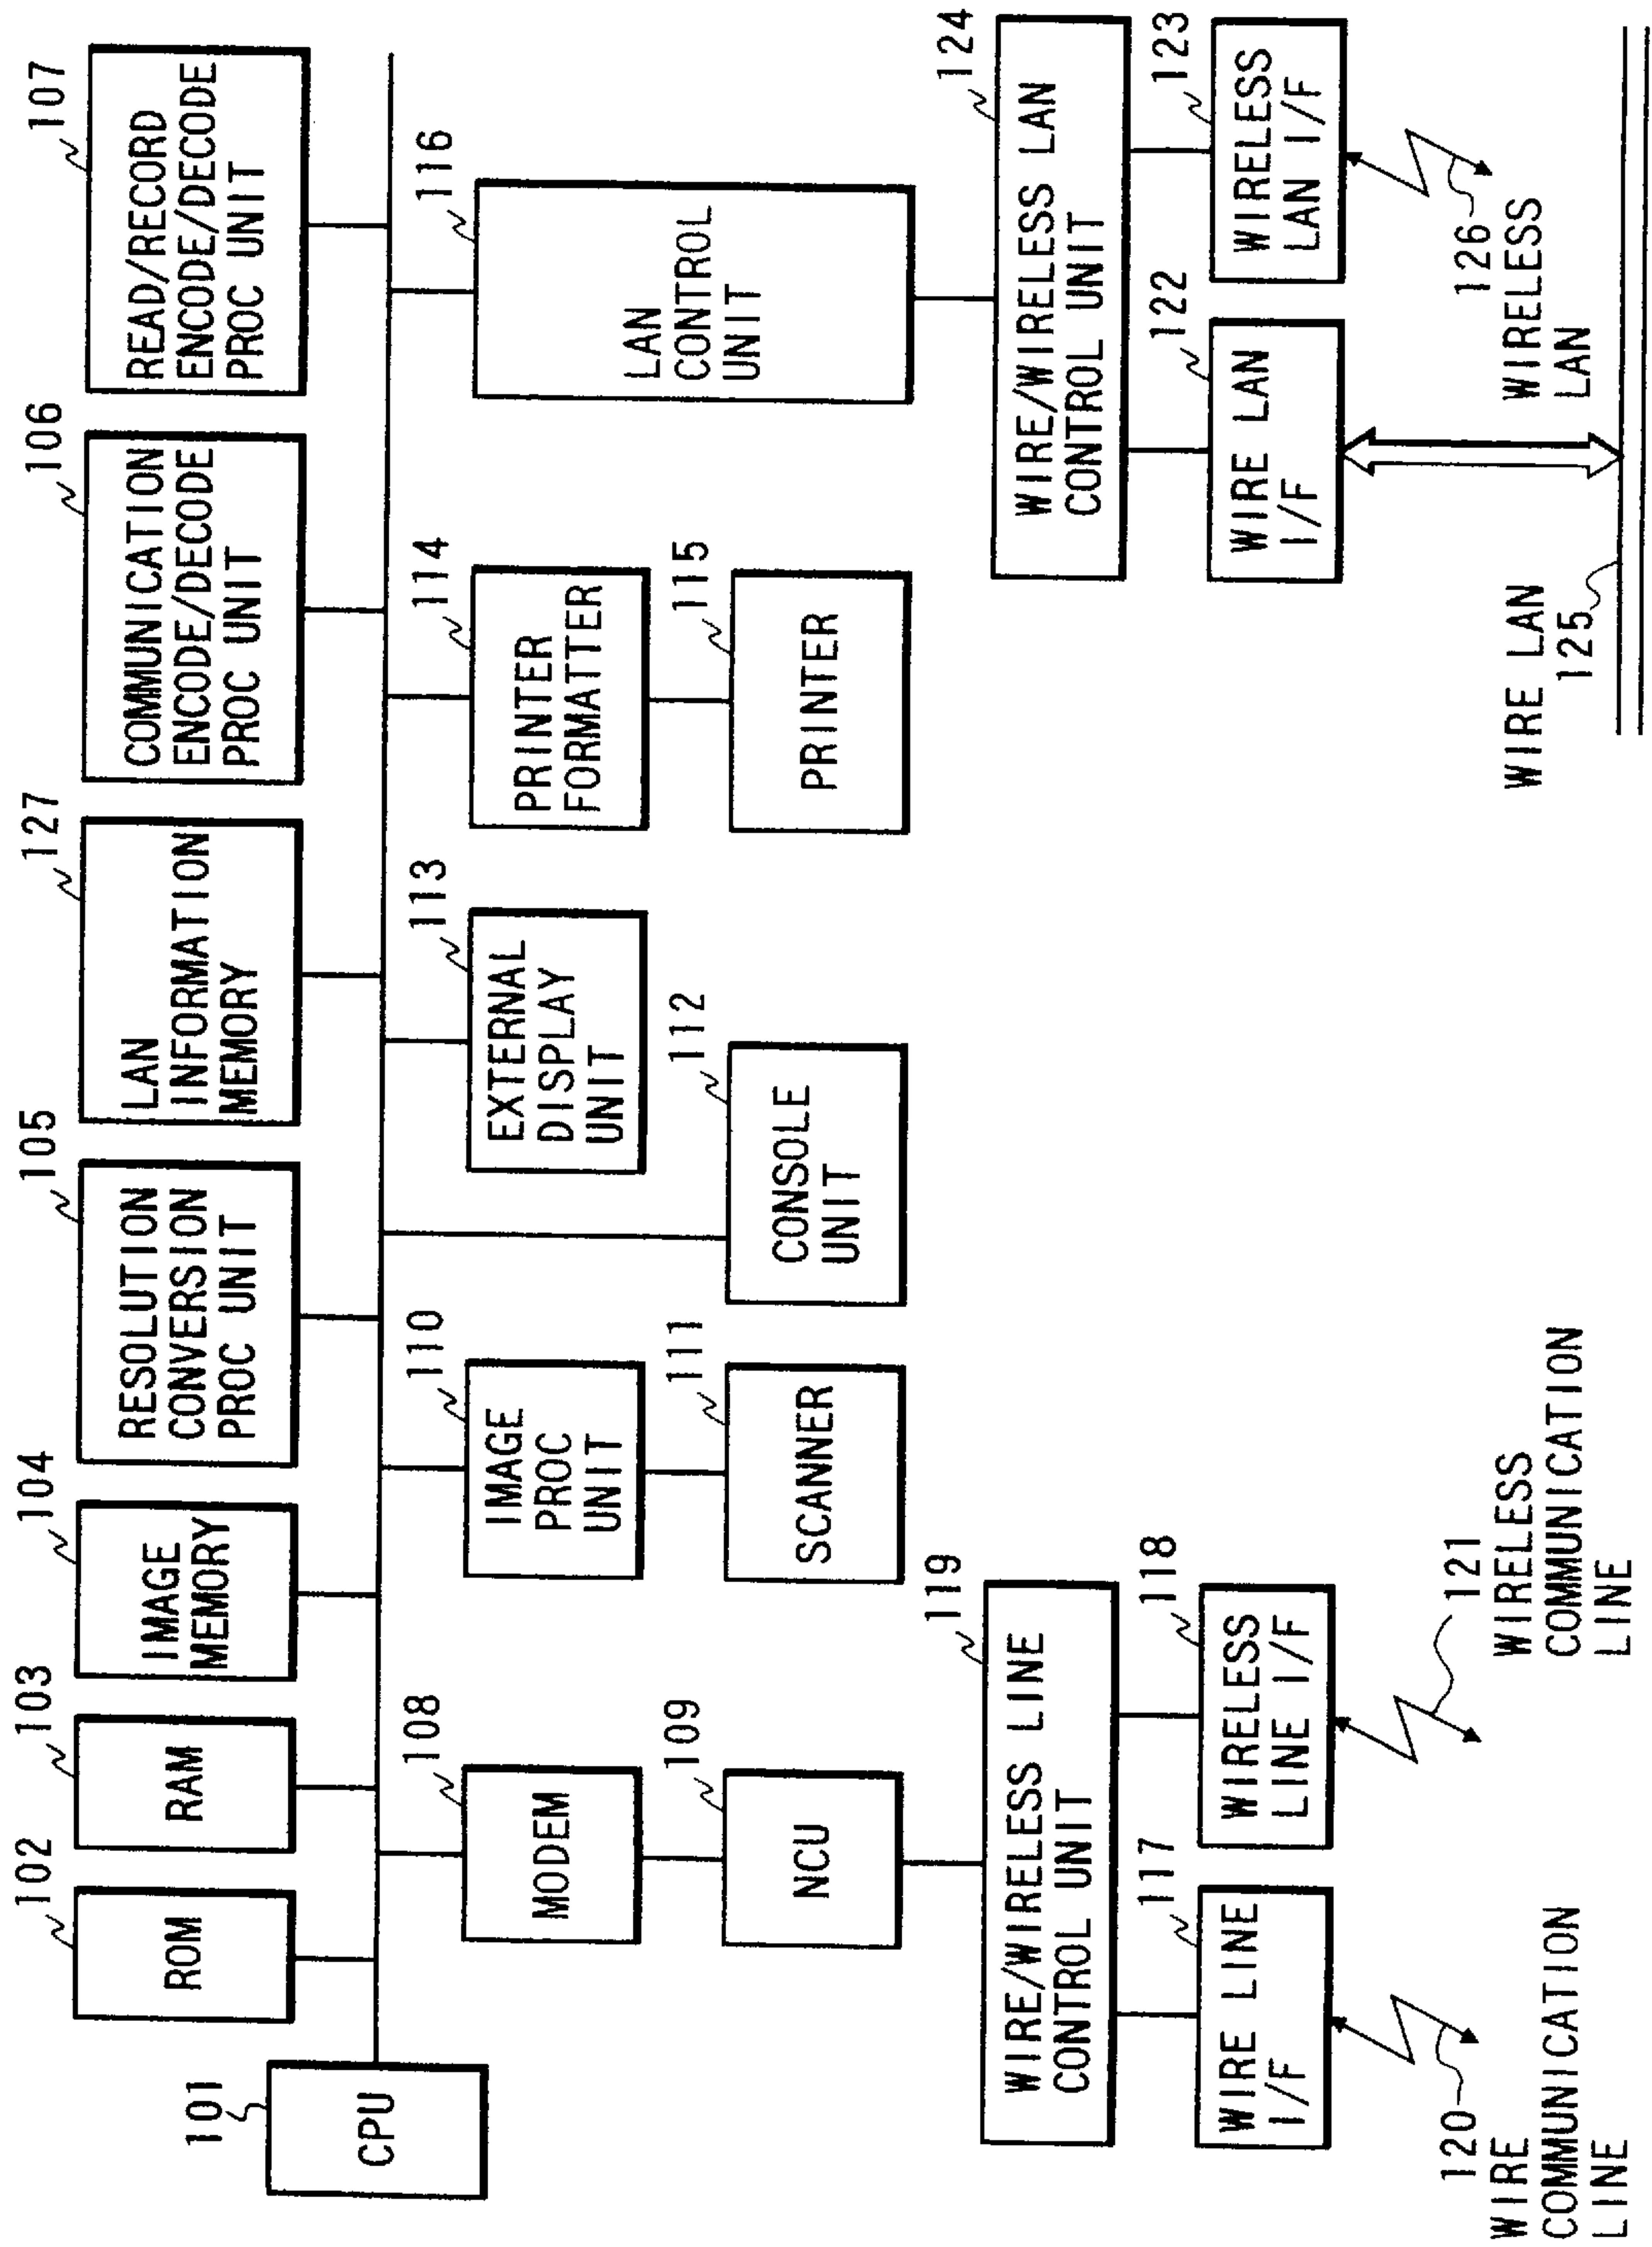 101
CPU
102
ROM
103
RAM
104
IMAGE
MEMORY
105
RESOLUTION
CONVERSION
PROC UNIT
127
LAN
INFORMATION
MEMORY
106
COMMUNICATION
ENCODE/DECODE
PROC UNIT
107
READ/RECORD
ENCODE/DECODE
PROC UNIT
108
MODEM
109
NCU
110
IMAGE
PROC
UNIT
111
SCANNER
112
CONSOLE
UNIT
113
EXTERNAL
DISPLAY
UNIT
114
PRINTER
FORMATTER
115
PRINTER
116
LAN
CONTROL
UNIT
119
WIRE/WIRELESS LINE
CONTROL UNIT
117
WIRE LINE
I/F
118
WIRELESS
LINE I/F
120
WIRE
COMMUNICATION
LINE
121
WIRELESS
COMMUNICATION
LINE
124
WIRE/WIRELESS LAN
CONTROL UNIT
122
WIRE LAN
I/F
123
WIRELESS
LAN I/F
WIRE LAN
125
126
WIRELESS
LAN